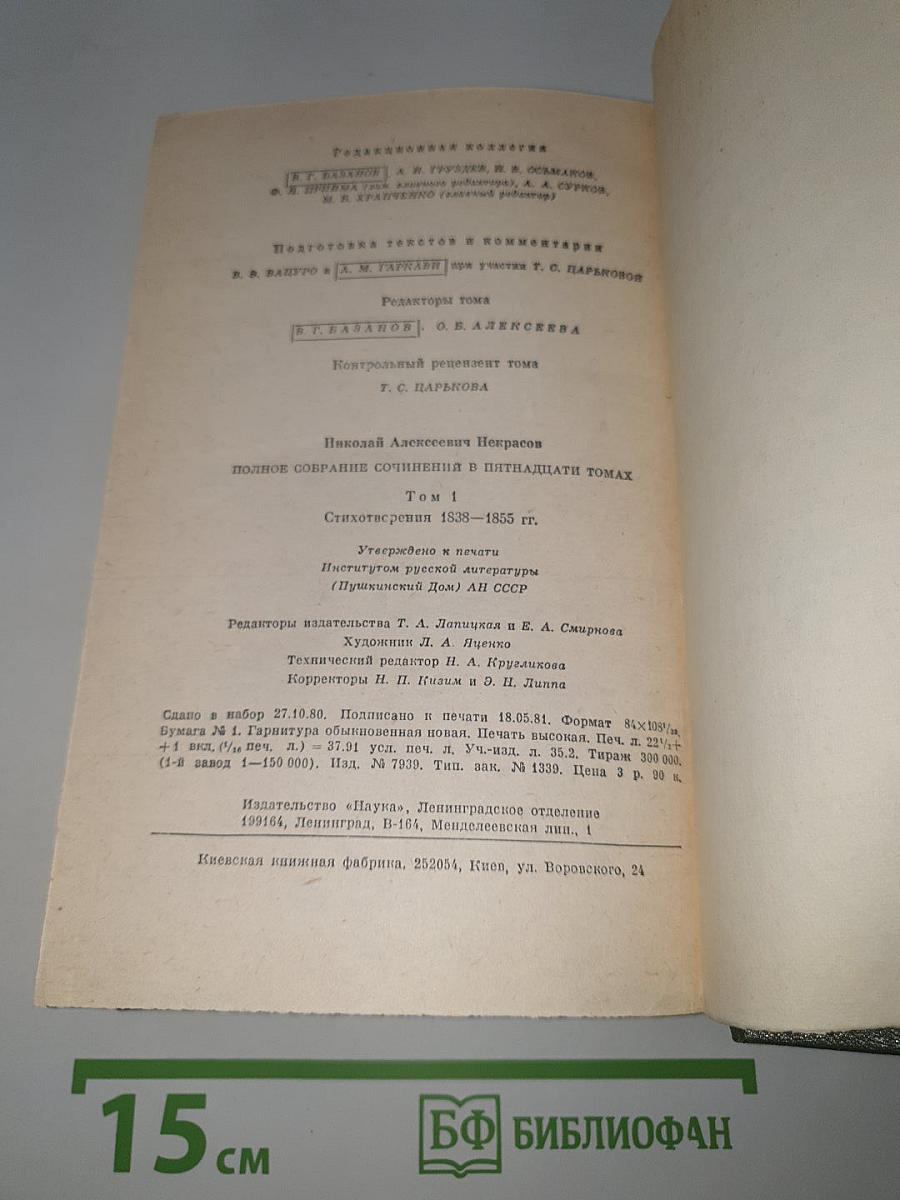 Редакционная коллегия
В. Г. БАЗАНОВ, А. И. ГРУЗДЕВ, Н. В. ОСЬМАКОВ,
Ф. Я. ПРИЙМА (зам. главного редактора), А. А. СУРКОВ,
М. Б. ХРАПЧЕНКО (главный редактор)
Подготовка текстов и комментарии
В. Э. ВАЦУРО и А. М. ГАРКАВИ при участии Т. С. ЦАРЬКОВОЙ
Редакторы тома
В. Г. БАЗАНОВ, О. Б. АЛЕКСЕЕВА
Контрольный рецензент тома
Т. С. ЦАРЬКОВА
Николай Алексеевич Некрасов
ПОЛНОЕ СОБРАНИЕ СОЧИНЕНИЙ В ПЯТНАДЦАТИ ТОМАХ
Том 1
Стихотворения 1838—1855 гг.
Утверждено к печати
Институтом русской литературы
(Пушкинский Дом) АН СССР
Редакторы издательства Т. А. Лапицкая и Е. А. Смирнова
Художник Л. А. Яценко
Технический редактор Н. А. Кругликова
Корректоры Н. П. Кизим и Э. Н. Липпа
Сдано в набор 27.10.80. Подписано к печати 18.05.81. Формат 84×108¹/₃₂.
Бумага № 1. Гарнитура обыкновенная новая. Печать высокая. Печ. л. 22¹/₂+
+1 вкл. (¹/₁₆ печ. л.) = 37.91 усл. печ. л. Уч.-изд. л. 35.2. Тираж 300 000.
(1-й завод 1—150 000). Изд. № 7939. Тип. зак. № 1339. Цена 3 р. 90 к.
Издательство «Наука», Ленинградское отделение
199164, Ленинград, В-164, Менделеевская лин., 1
Киевская книжная фабрика, 252054, Киев, ул. Воровского, 24
15 см
БФ БИБЛИОФАН